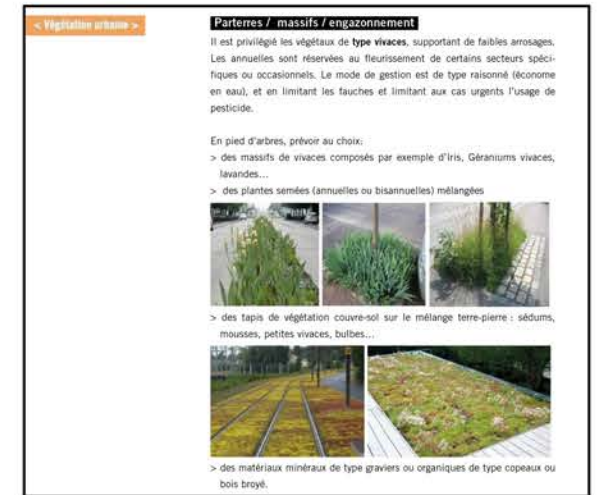 < Végétation urbaine >
Parterres / massifs / engazonnement
Il est privilégié les végétaux de type vivaces, supportant de faibles arrosages.
Les annuelles sont réservées au fleurissement de certains secteurs spéci-
fiques ou occasionnels. Le mode de gestion est de type raisonné (économe
en eau), et en limitant les fauches et limitant aux cas urgents l'usage de
pesticide.
En pied d'arbres, prévoir au choix:
> des massifs de vivaces composés par exemple d'Iris, Géraniums vivaces,
lavandes...
> des plantes semées (annuelles ou bisannuelles) mélangées
> des tapis de végétation couvre-sol sur le mélange terre-pierre : sédums,
mousses, petites vivaces, bulbes...
> des matériaux minéraux de type graviers ou organiques de type copeaux ou
bois broyé.